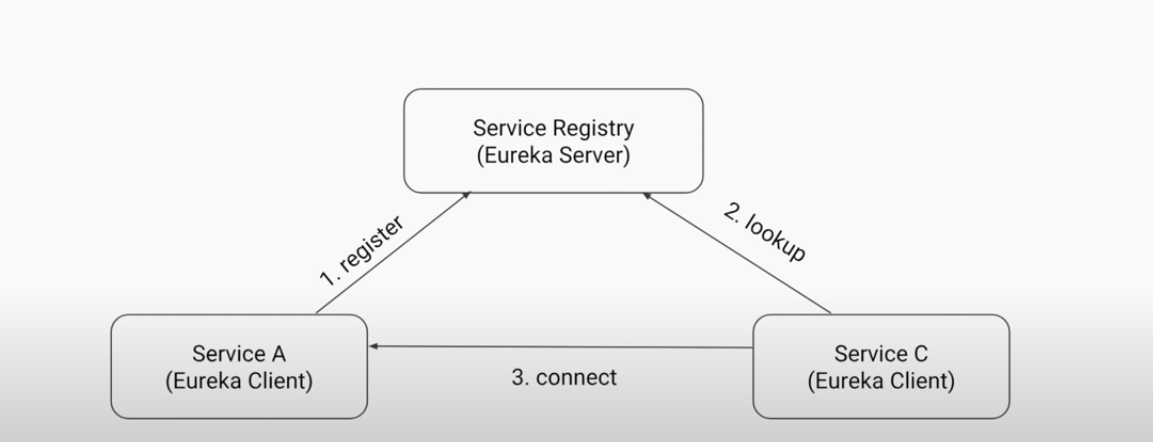 Service Registry
(Eureka Server)
1. register
2. lookup
Service A
(Eureka Client)
3. connect
Service C
(Eureka Client)